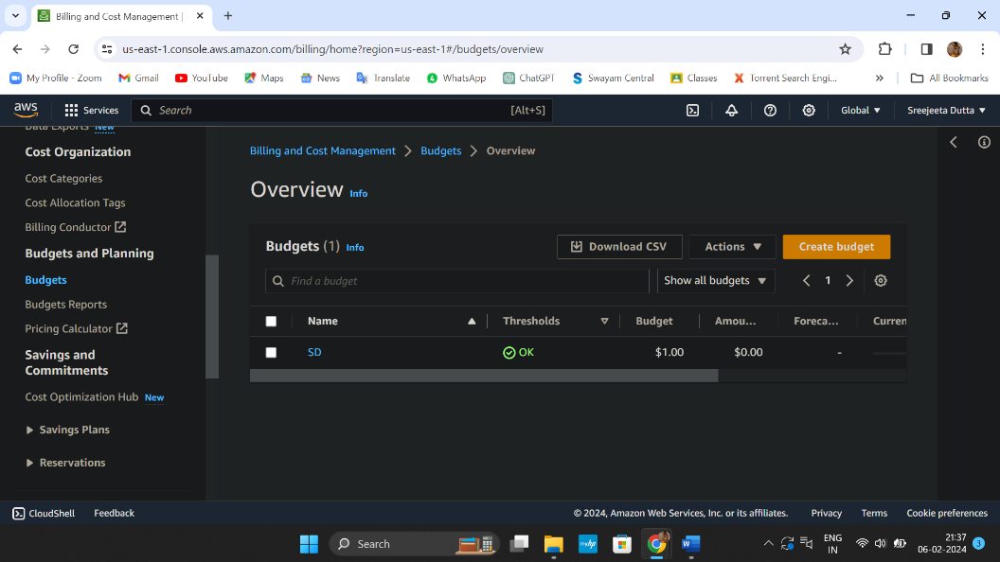 Billing and Cost Management |
us-east-1.console.aws.amazon.com/billing/home?region=us-east-1#/budgets/overview
My Profile - Zoom Gmail YouTube Maps News Translate WhatsApp ChatGPT Swayam Central Classes Torrent Search Engi... » All Bookmarks
aws Services Search [Alt+S] Global Sreejeeta Dutta
Data Exports New
Cost Organization
Cost Categories
Cost Allocation Tags
Billing Conductor
Budgets and Planning
Budgets
Budgets Reports
Pricing Calculator
Savings and
Commitments
Cost Optimization Hub New
Savings Plans
Reservations
Billing and Cost Management > Budgets > Overview
Overview Info
Budgets (1) Info Download CSV Actions Create budget
Find a budget Show all budgets 1
Name Thresholds Budget Amou... Foreca... Curren
SD OK $1.00 $0.00 -
CloudShell Feedback © 2024, Amazon Web Services, Inc. or its affiliates. Privacy Terms Cookie preferences
Search ENG 21:37
IN 06-02-2024 3